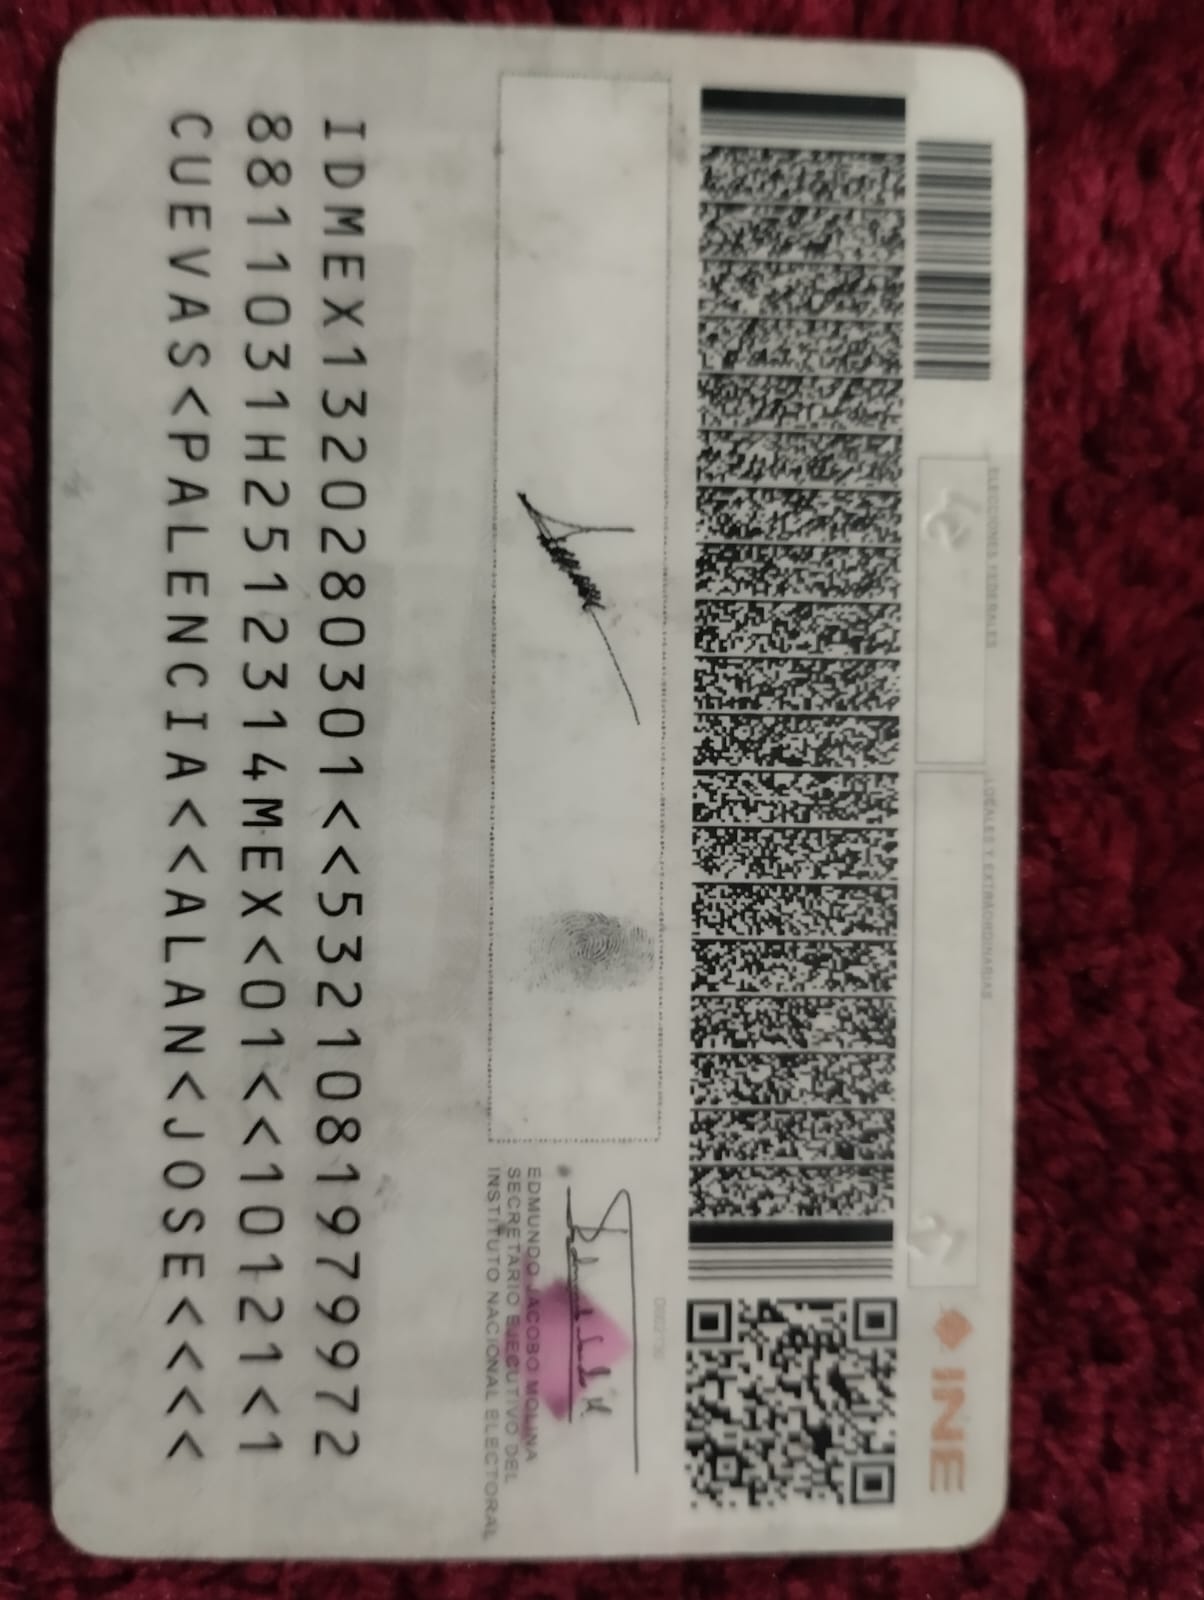 INE
ELECCIONES FEDERALES
LOCALES Y EXTRAORDINARIAS
EDMUNDO JACOBO MOLINA
SECRETARIO EJECUTIVO DEL
INSTITUTO NACIONAL ELECTORAL
IDMEX1320280301<<5321081979972
8811031H2512314MEX<01<<10121<1
CUEVAS<PALENCIA<<ALAN<JOSE<<<<